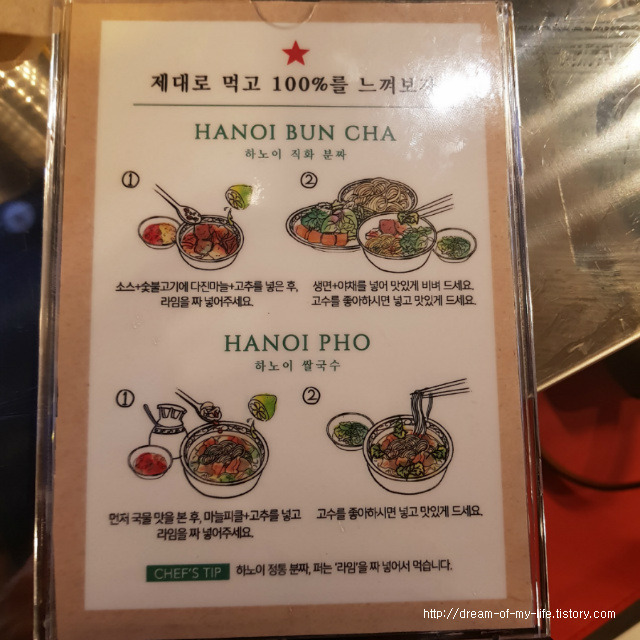 제대로 먹고 100%를 느껴보자
HANOI BUN CHA
하노이 직화 분짜
① ②
소스+숯불고기에 다진마늘+고추를 넣은 후,
라임을 짜 넣어주세요.
생면+야채를 넣어 맛있게 비벼 드세요.
고수를 좋아하시면 넣고 맛있게 드세요.
HANOI PHO
하노이 쌀국수
① ②
먼저 국물 맛을 본 후, 마늘피클+고추를 넣고
라임을 짜 넣어주세요.
고수를 좋아하시면 넣고 맛있게 드세요.
CHEF'S TIP 하노이 정통 분짜, 퍼는 '라임'을 짜 넣어서 먹습니다.
http://dream-of-my-life.tistory.com